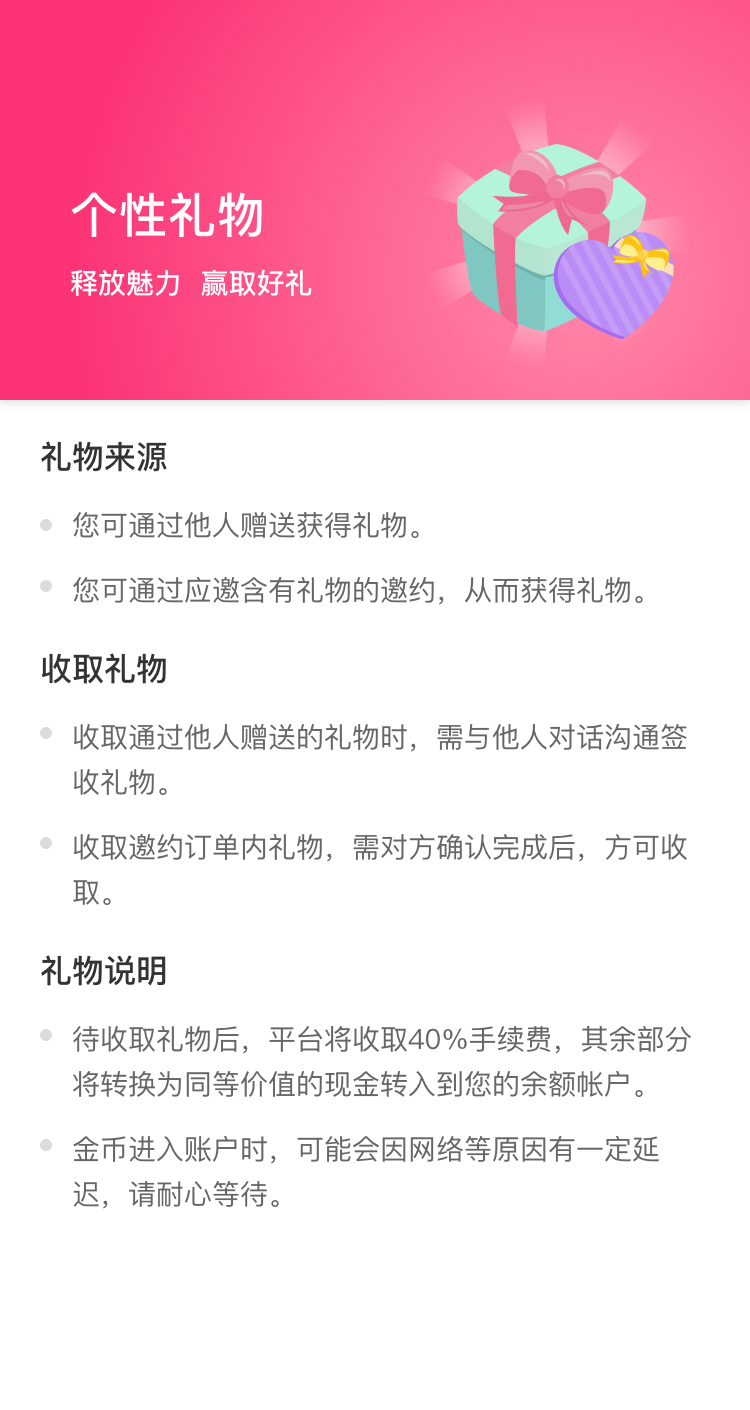 个性礼物
释放魅力 赢取好礼
礼物来源
您可通过他人赠送获得礼物。
您可通过应邀含有礼物的邀约，从而获得礼物。
收取礼物
收取通过他人赠送的礼物时，需与他人对话沟通签
收礼物。
收取邀约订单内礼物，需对方确认完成后，方可收
取。
礼物说明
待收取礼物后，平台将收取40%手续费，其余部分
将转换为同等价值的现金转入到您的余额帐户。
金币进入账户时，可能会因网络等原因有一定延
迟，请耐心等待。